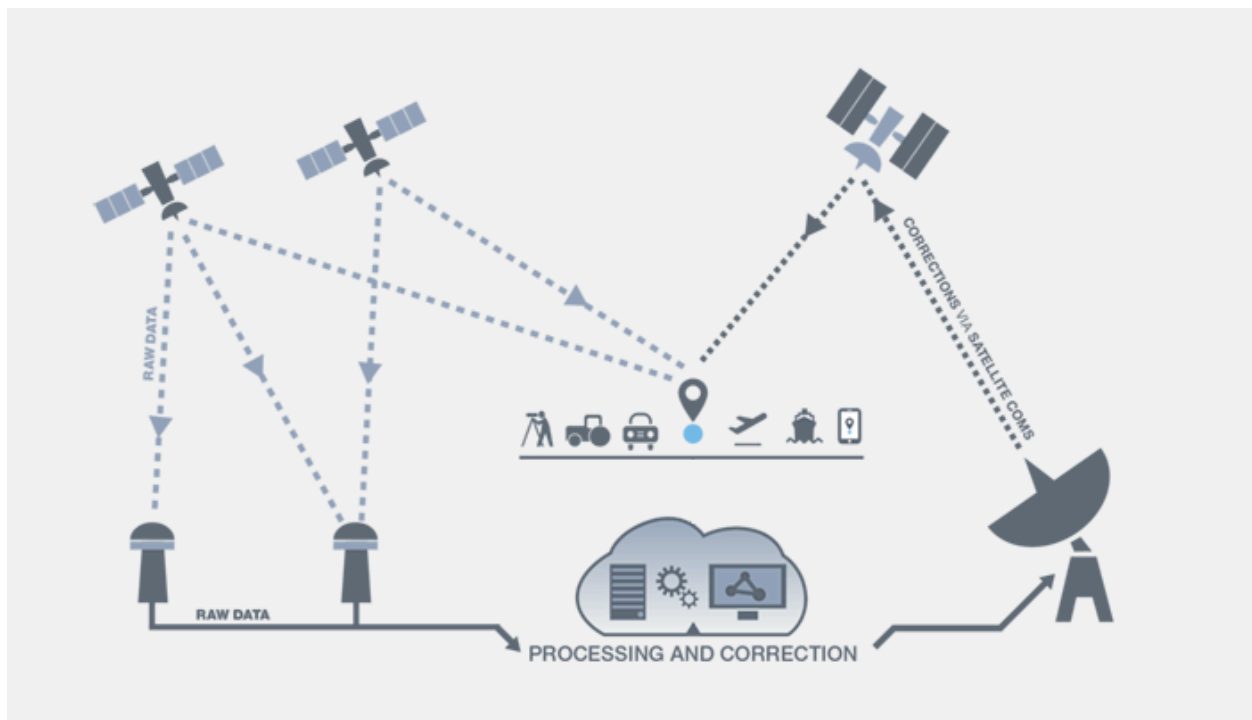 RAW DATA
CORRECTIONS VIA SATELLITE COMS
RAW DATA
PROCESSING AND CORRECTION